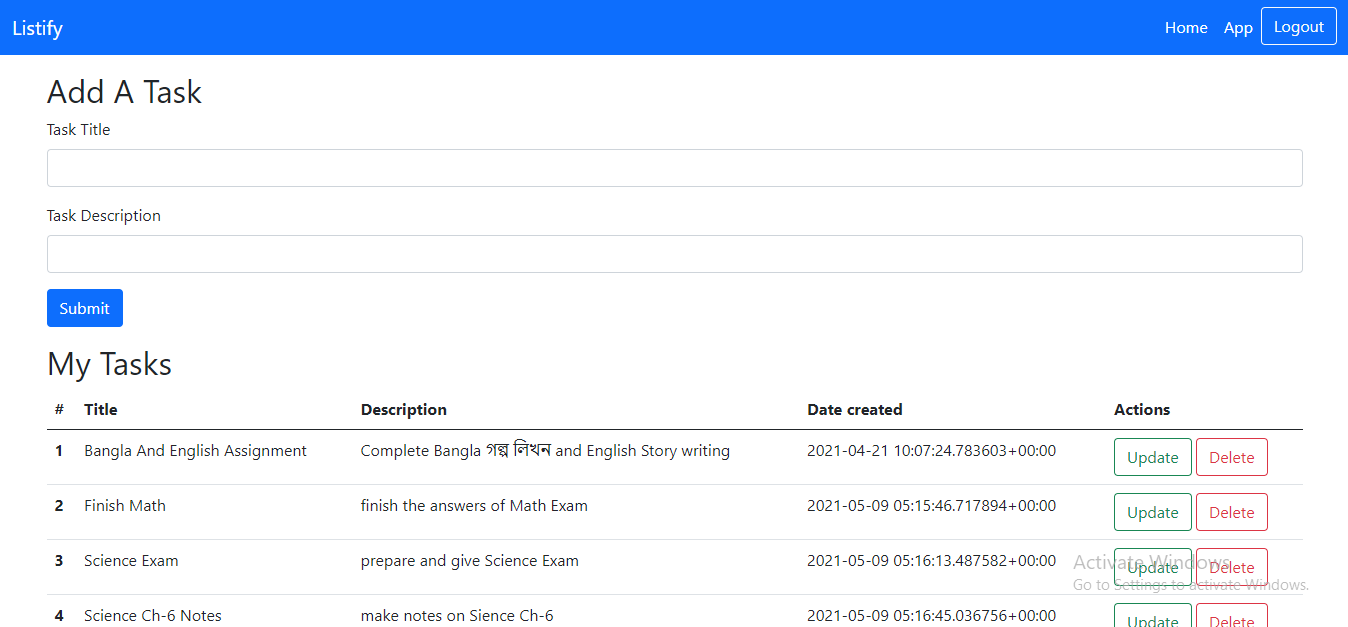 Listify Home App Logout
Add A Task
Task Title
Task Description
Submit
My Tasks
# Title Description Date created Actions
1 Bangla And English Assignment Complete Bangla গল্প লিখন and English Story writing 2021-04-21 10:07:24.783603+00:00 Update Delete
2 Finish Math finish the answers of Math Exam 2021-05-09 05:15:46.717894+00:00 Update Delete
3 Science Exam prepare and give Science Exam 2021-05-09 05:16:13.487582+00:00 Update Delete
Activate Windows
Go to Settings to activate Windows.
4 Science Ch-6 Notes make notes on Sience Ch-6 2021-05-09 05:16:45.036756+00:00 Update Delete